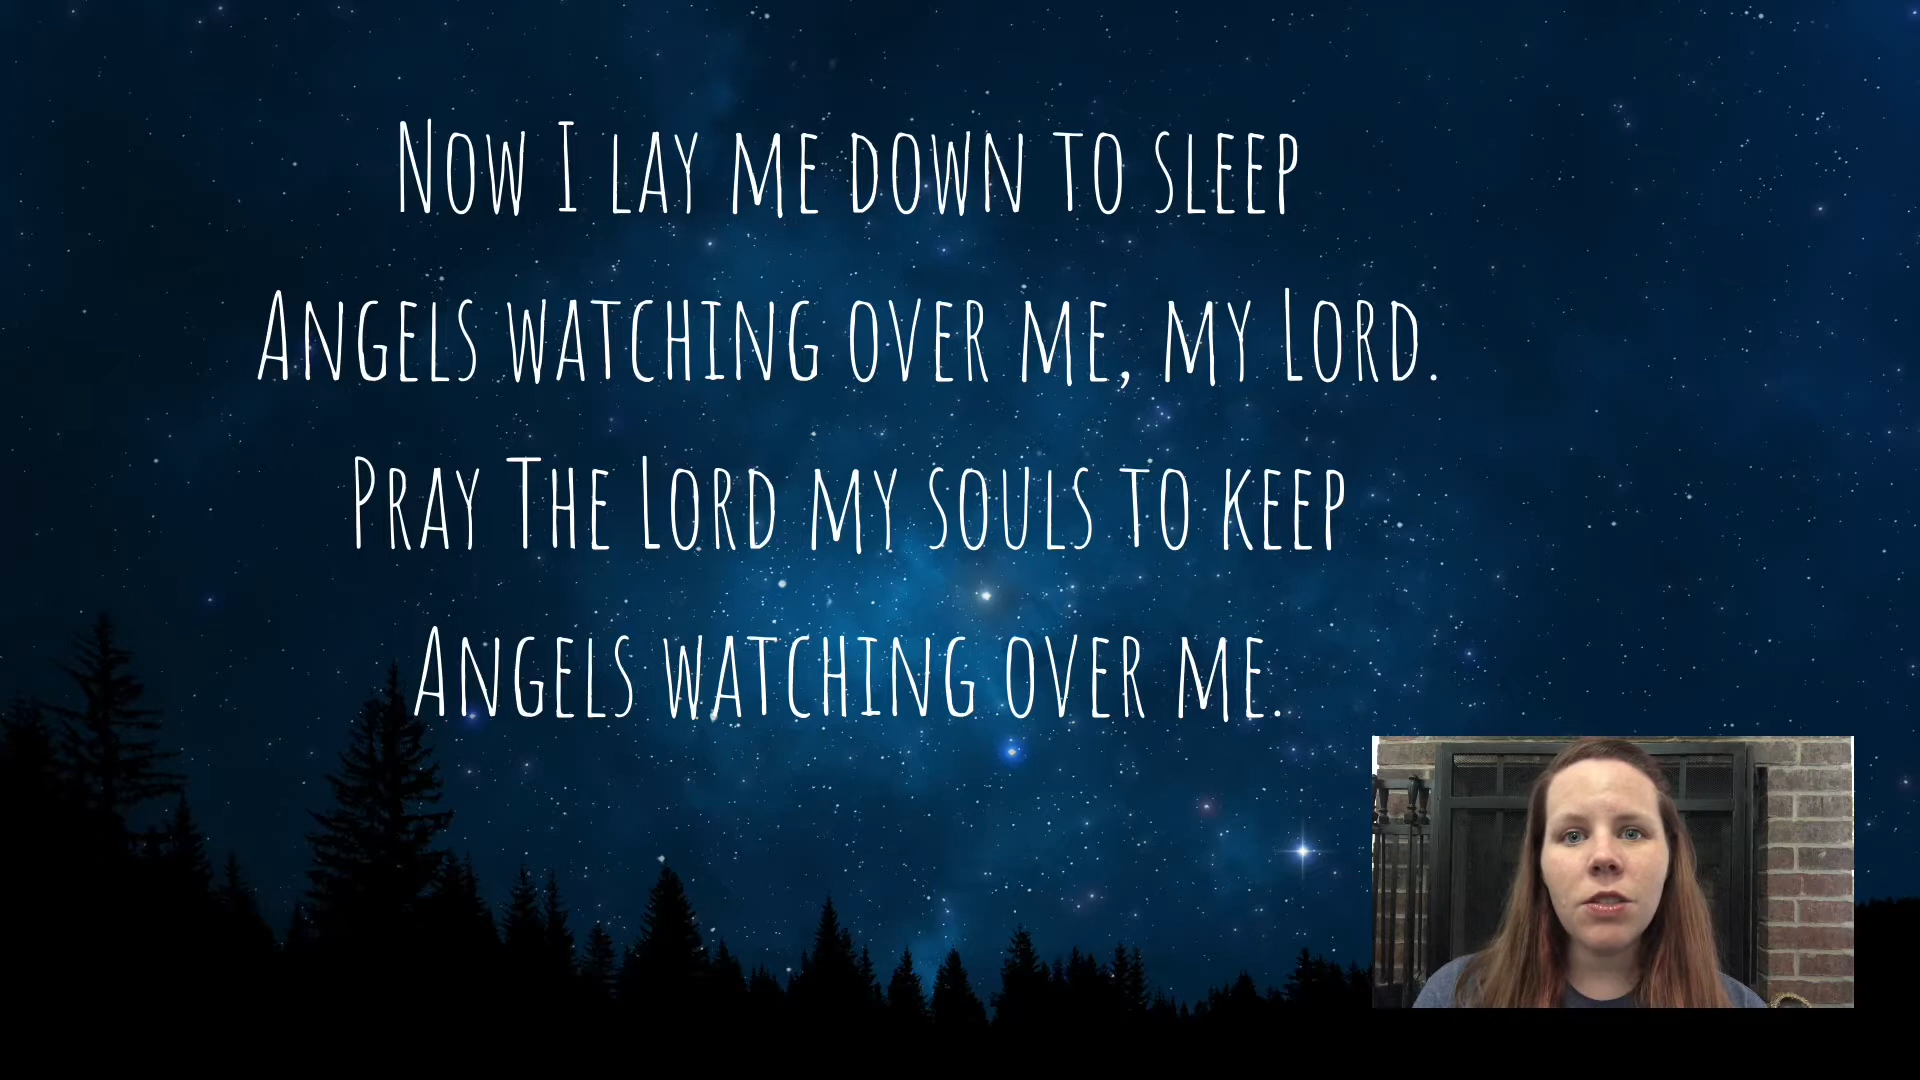 Now I lay me down to sleep
Angels watching over me, my Lord.
Pray The Lord my souls to keep
Angels watching over me.